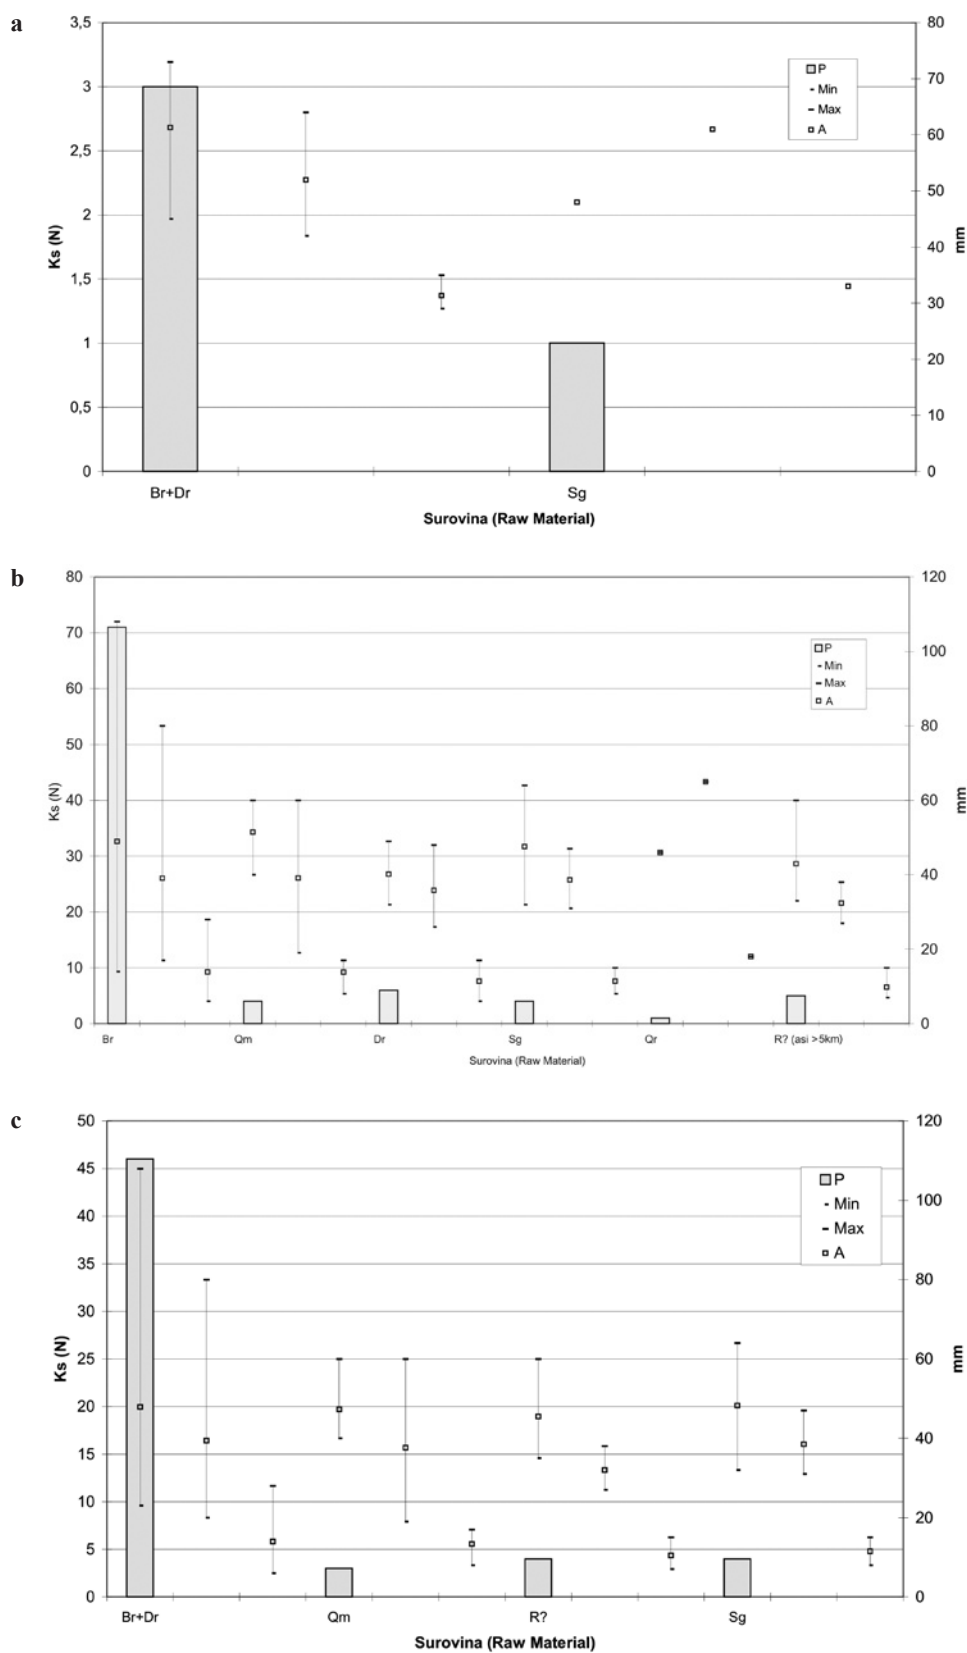 a
3,5
3
2,5
2
1,5
1
0,5
0
80
70
60
50
40
30
20
10
0
Ks (N)
mm
P
Min
Max
A
Br+Dr
Sg
Surovina (Raw Material)
b
80
70
60
50
40
30
20
10
0
120
100
80
60
40
20
0
Ks (N)
mm
P
Min
Max
A
Br
Qm
Dr
Sg
Qr
R? (asi >5km)
Surovina (Raw Material)
c
50
45
40
35
30
25
20
15
10
5
0
120
100
80
60
40
20
0
Ks (N)
mm
P
Min
Max
A
Br+Dr
Qm
R?
Sg
Surovina (Raw Material)